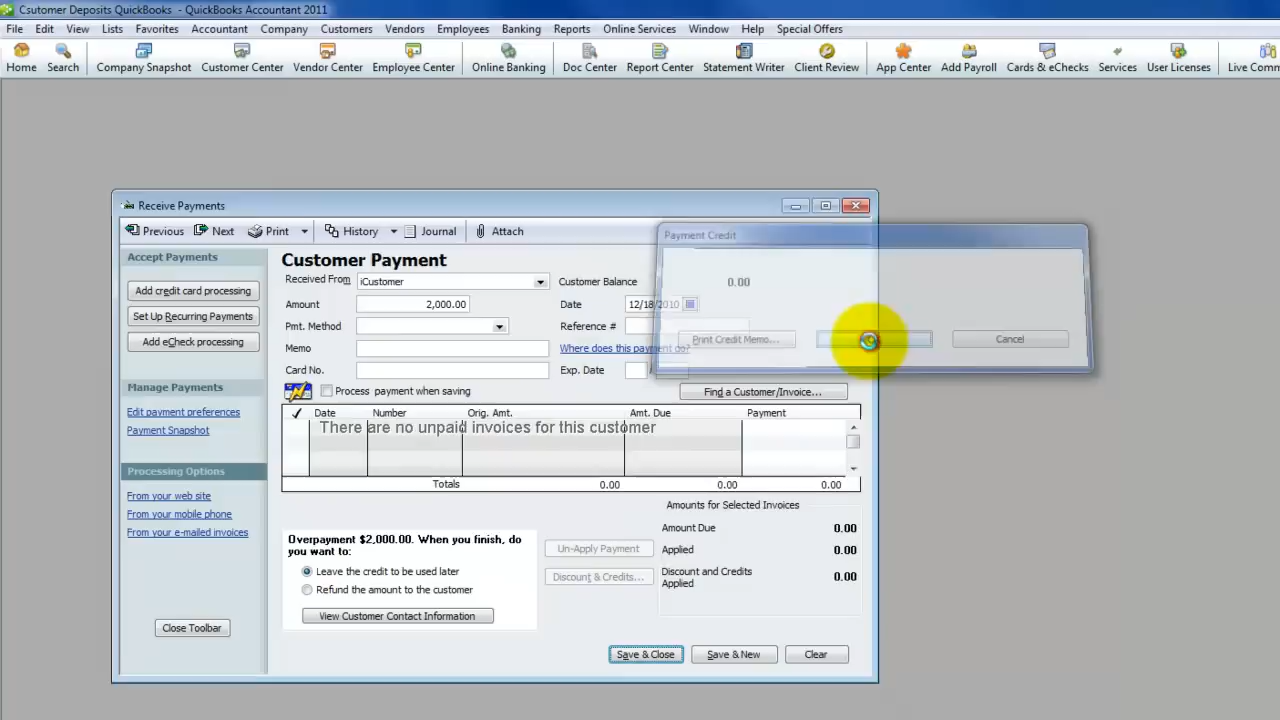 Csutomer Deposits QuickBooks - QuickBooks Accountant 2011
File Edit View Lists Favorites Accountant Company Customers Vendors Employees Banking Reports Online Services Window Help Special Offers
Home Search Company Snapshot Customer Center Vendor Center Employee Center Online Banking Doc Center Report Center Statement Writer Client Review App Center Add Payroll Cards & eChecks Services User Licenses Live Comm
Receive Payments
Previous Next Print History Journal Attach
Payment Credit
0.00
Print Credit Memo... Cancel
Accept Payments
Add credit card processing
Set Up Recurring Payments
Add eCheck processing
Manage Payments
Edit payment preferences
Payment Snapshot
Processing Options
From your web site
From your mobile phone
From your e-mailed invoices
Close Toolbar
Customer Payment
Received From iCustomer Customer Balance
Amount 2,000.00 Date 12/18/2010
Pmt. Method Reference #
Memo Where does this payment go?
Card No. Exp. Date /
Process payment when saving Find a Customer/Invoice...
✓ Date Number Orig. Amt. Amt. Due Payment
There are no unpaid invoices for this customer
Totals 0.00 0.00 0.00
Amounts for Selected Invoices
Overpayment $2,000.00. When you finish, do
you want to:
Leave the credit to be used later
Refund the amount to the customer
View Customer Contact Information
Un-Apply Payment
Discount & Credits...
Amount Due 0.00
Applied 0.00
Discount and Credits
Applied 0.00
Save & Close Save & New Clear